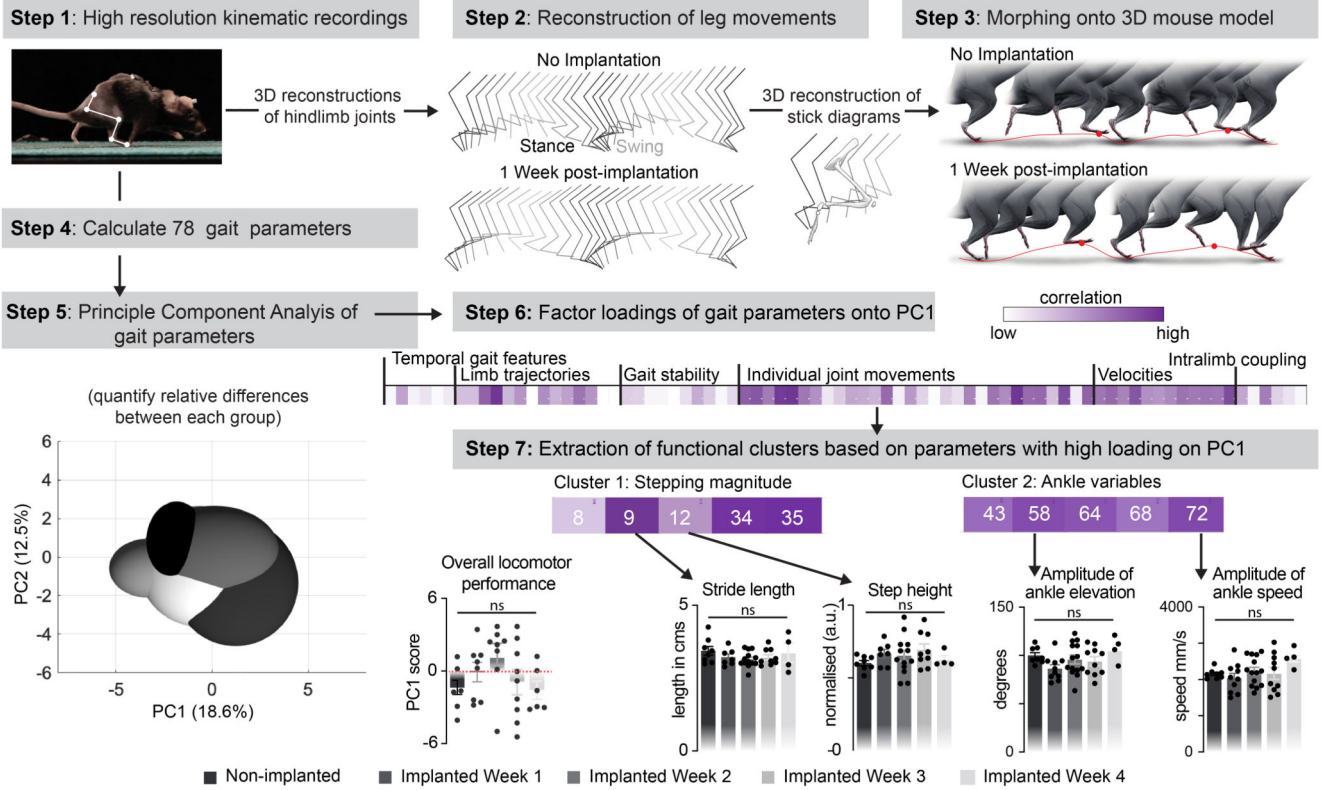 Step 1: High resolution kinematic recordings
Step 2: Reconstruction of leg movements
Step 3: Morphing onto 3D mouse model
3D reconstructions
of hindlimb joints
No Implantation
Stance
Swing
1 Week post-implantation
3D reconstruction of
stick diagrams
No Implantation
1 Week post-implantation
Step 4: Calculate 78 gait parameters
Step 5: Principle Component Analyis of
gait parameters
Step 6: Factor loadings of gait parameters onto PC1
correlation
low
high
Temporal gait features
Limb trajectories
Gait stability
Individual joint movements
Velocities
Intralimb coupling
(quantify relative differences
between each group)
6
4
2
0
-2
-4
-6
-5
0
5
PC2 (12.5%)
PC1 (18.6%)
Step 7: Extraction of functional clusters based on parameters with high loading on PC1
Cluster 1: Stepping magnitude
8 9 12 34 35
Cluster 2: Ankle variables
43 58 64 68 72
Overall locomotor
performance
ns
6
0
-6
PC1 score
Stride length
ns
5
0
length in cms
Step height
ns
1
-0
normalised (a.u.)
Amplitude of
ankle elevation
ns
150
0
degrees
Amplitude of
ankle speed
ns
4000
0
speed mm/s
Non-implanted
Implanted Week 1
Implanted Week 2
Implanted Week 3
Implanted Week 4